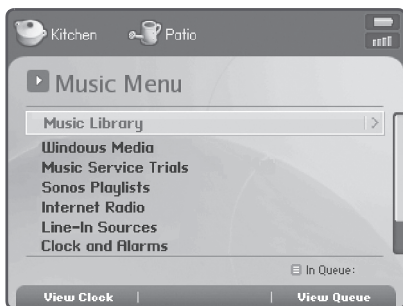 Kitchen Patio
Music Menu
Music Library
Windows Media
Music Service Trials
Sonos Playlists
Internet Radio
Line-In Sources
Clock and Alarms
In Queue:
View Clock View Queue